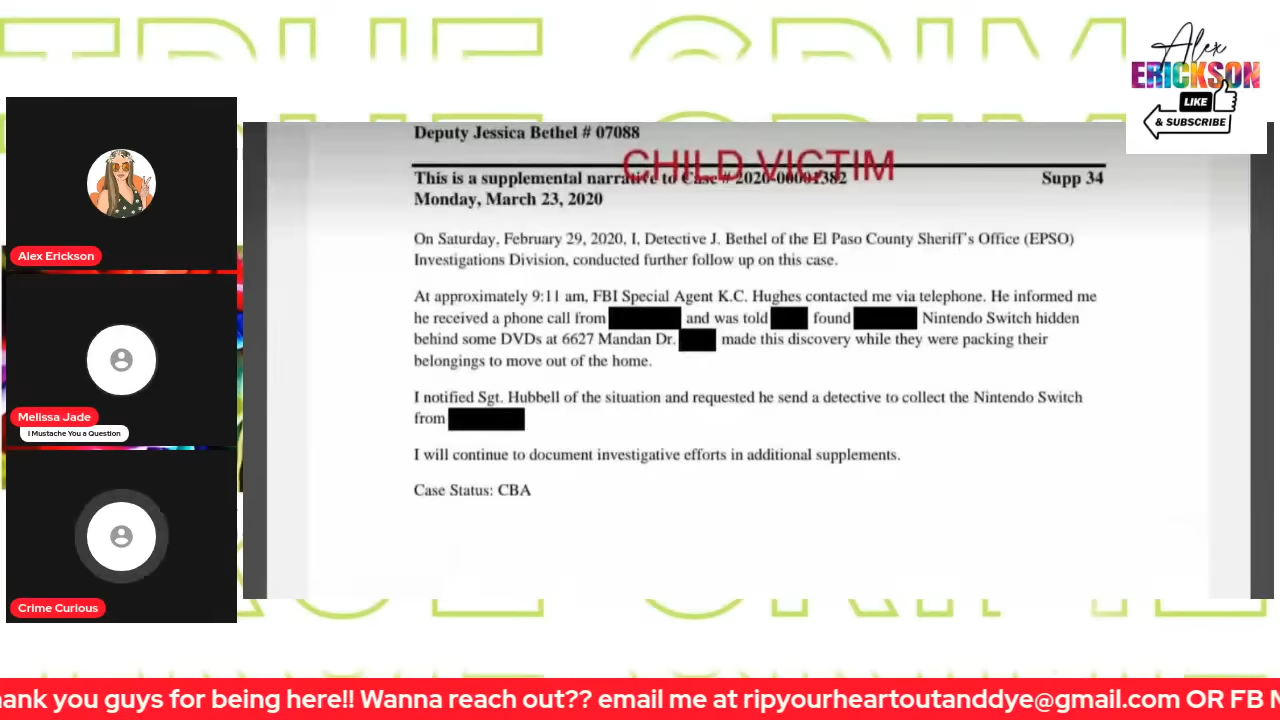 TRUE CRIME
Alex
ERICKSON
LIKE
& SUBSCRIBE
Alex Erickson
Melissa Jade
I Mustache You a Question
Crime Curious
Deputy Jessica Bethel # 07088
CHILD VICTIM
This is a supplemental narrative to Case # 2020-00001382 Supp 34
Monday, March 23, 2020
On Saturday, February 29, 2020, I, Detective J. Bethel of the El Paso County Sheriff's Office (EPSO)
Investigations Division, conducted further follow up on this case.
At approximately 9:11 am, FBI Special Agent K.C. Hughes contacted me via telephone. He informed me
he received a phone call from and was told found Nintendo Switch hidden
behind some DVDs at 6627 Mandan Dr. made this discovery while they were packing their
belongings to move out of the home.
I notified Sgt. Hubbell of the situation and requested he send a detective to collect the Nintendo Switch
from
I will continue to document investigative efforts in additional supplements.
Case Status: CBA
hank you guys for being here!! Wanna reach out?? email me at ripyourheartoutanddye@gmail.com OR FB M